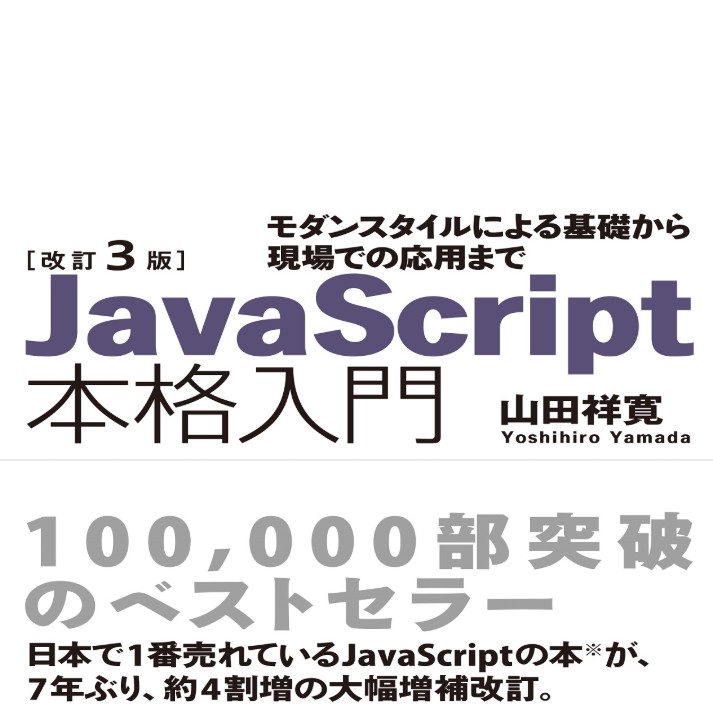 モダンスタイルによる基礎から
現場での応用まで
［改訂3版］
JavaScript
本格入門
山田祥寛
Yoshihiro Yamada
100,000部突破
のベストセラー
日本で1番売れているJavaScriptの本※が、
7年ぶり、約4割増の大幅増補改訂。